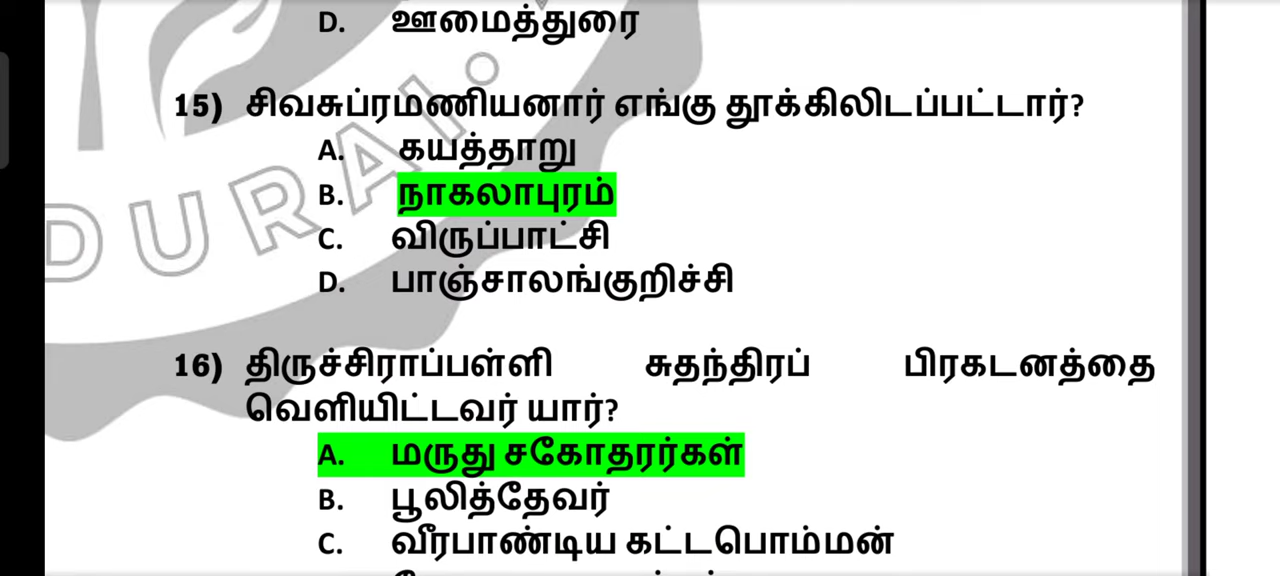 D. ஊமைத்துரை
15) சிவசுப்ரமணியனார் எங்கு தூக்கிலிடப்பட்டார்?
A. கயத்தாறு
B. நாகலாபுரம்
C. விருப்பாட்சி
D. பாஞ்சாலங்குறிச்சி
16) திருச்சிராப்பள்ளி சுதந்திரப் பிரகடனத்தை
வெளியிட்டவர் யார்?
A. மருது சகோதரர்கள்
B. பூலித்தேவர்
C. வீரபாண்டிய கட்டபொம்மன்
DURAI